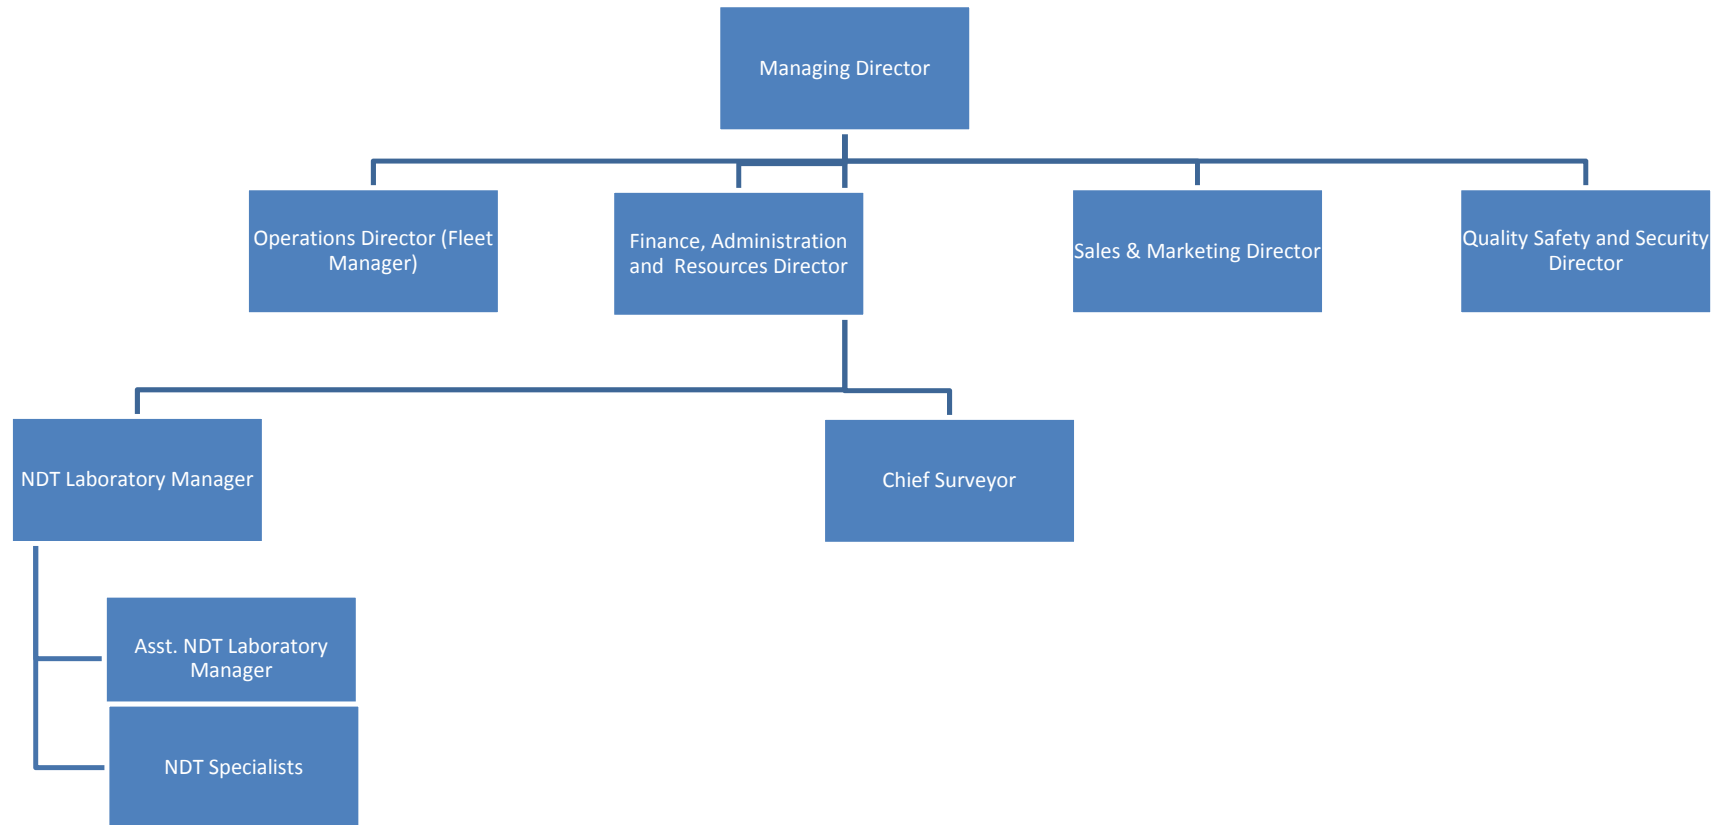 Managing Director
Operations Director (Fleet
Manager)
Finance, Administration
and  Resources Director
Sales & Marketing Director
Quality Safety and Security
Director
NDT Laboratory Manager
Chief Surveyor
Asst. NDT Laboratory
Manager
NDT Specialists